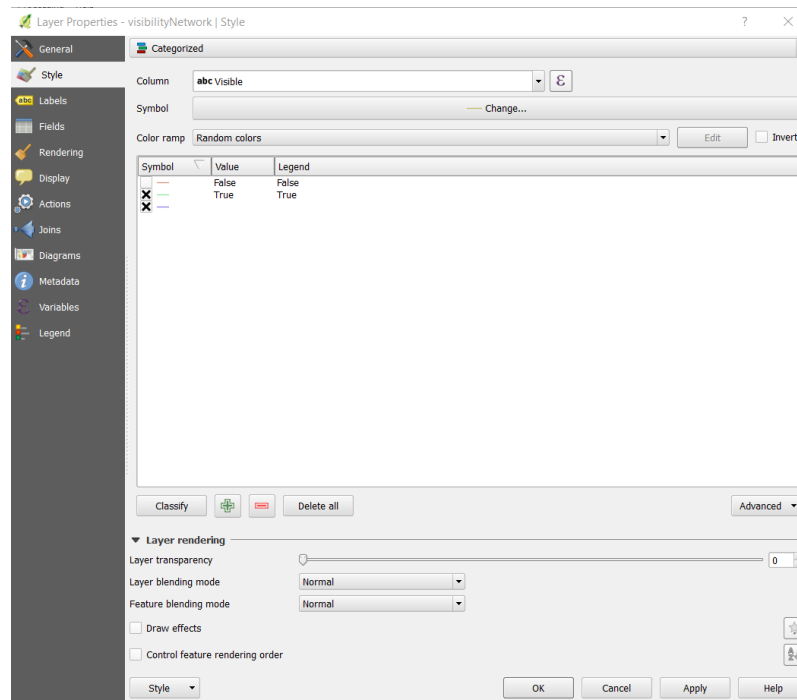 Layer Properties - visibilityNetwork | Style ?
General
Style
abc Labels
Fields
Rendering
Display
Actions
Joins
Diagrams
Metadata
Variables
Legend
Categorized
Column abc Visible ε
Symbol Change...
Color ramp Random colors Edit Invert
Symbol Value Legend
False False
True True
Classify Delete all Advanced
Layer rendering
Layer transparency 0
Layer blending mode Normal
Feature blending mode Normal
Draw effects
Control feature rendering order
Style OK Cancel Apply Help